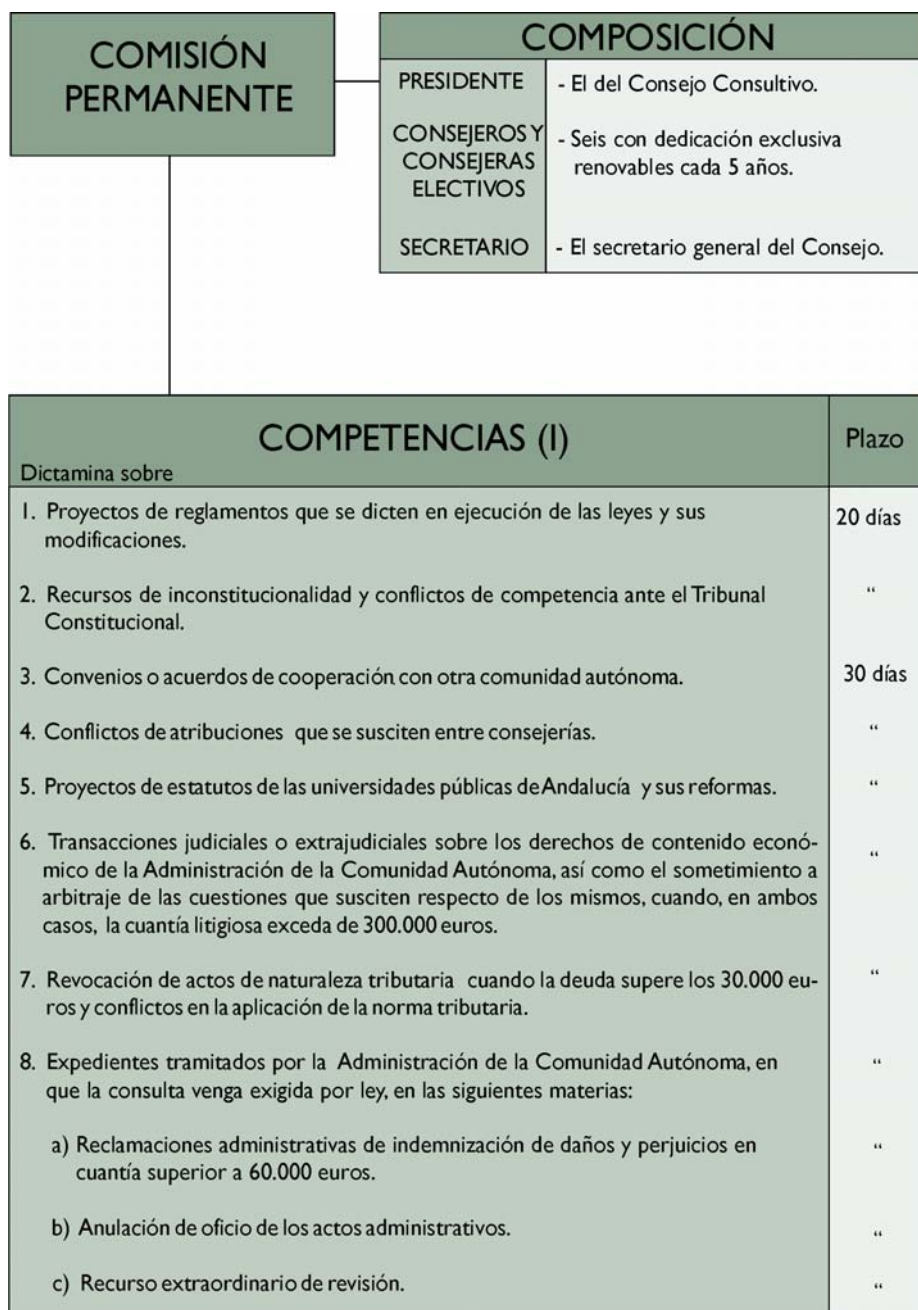 COMISIÓN
PERMANENTE
COMPOSICIÓN
PRESIDENTE - El del Consejo Consultivo.
CONSEJEROS Y
CONSEJERAS
ELECTIVOS
- Seis con dedicación exclusiva
renovables cada 5 años.
SECRETARIO - El secretario general del Consejo.
COMPETENCIAS (I) Plazo
Dictamina sobre
1. Proyectos de reglamentos que se dicten en ejecución de las leyes y sus 20 días
modificaciones.
2. Recursos de inconstitucionalidad y conflictos de competencia ante el Tribunal “
Constitucional.
3. Convenios o acuerdos de cooperación con otra comunidad autónoma. 30 días
4. Conflictos de atribuciones que se susciten entre consejerías. “
5. Proyectos de estatutos de las universidades públicas de Andalucía y sus reformas. “
6. Transacciones judiciales o extrajudiciales sobre los derechos de contenido econó- “
mico de la Administración de la Comunidad Autónoma, así como el sometimiento a
arbitraje de las cuestiones que susciten respecto de los mismos, cuando, en ambos
casos, la cuantía litigiosa exceda de 300.000 euros.
7. Revocación de actos de naturaleza tributaria cuando la deuda supere los 30.000 eu- “
ros y conflictos en la aplicación de la norma tributaria.
8. Expedientes tramitados por la Administración de la Comunidad Autónoma, en “
que la consulta venga exigida por ley, en las siguientes materias:
a) Reclamaciones administrativas de indemnización de daños y perjuicios en “
cuantía superior a 60.000 euros.
b) Anulación de oficio de los actos administrativos. “
c) Recurso extraordinario de revisión. “